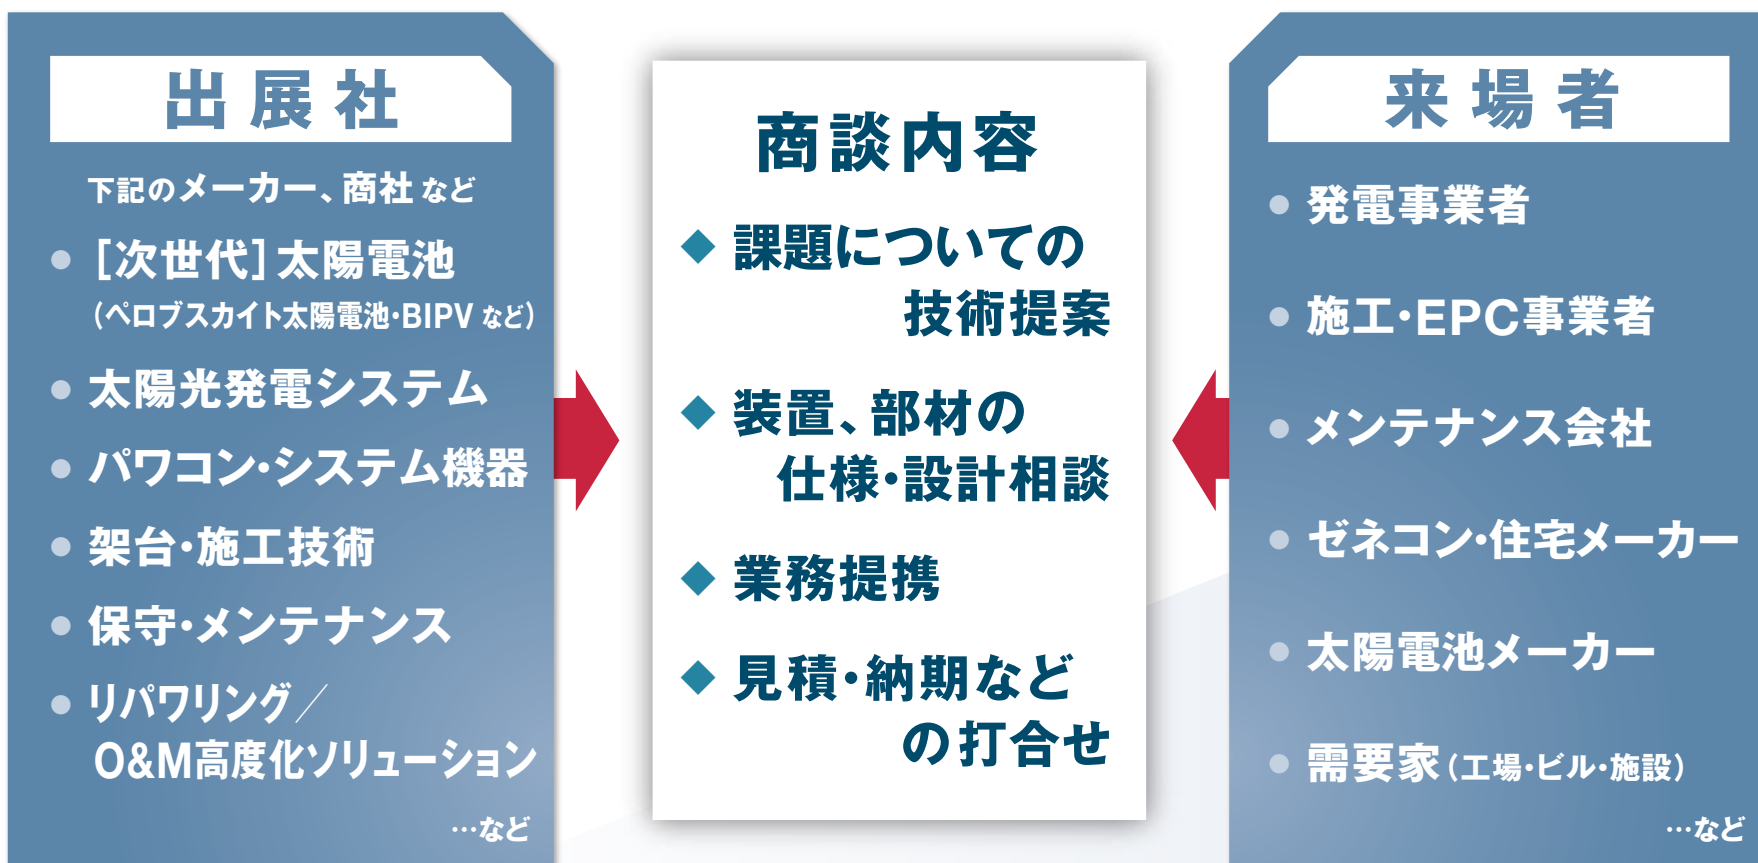 出展社
下記のメーカー、商社 など
● ［次世代］太陽電池
（ペロブスカイト太陽電池・BIPV など）
● 太陽光発電システム
● パワコン・システム機器
● 架台・施工技術
● 保守・メンテナンス
● リパワリング／
O&M高度化ソリューション
…など
商談内容
◆ 課題についての
技術提案
◆ 装置、部材の
仕様・設計相談
◆ 業務提携
◆ 見積・納期など
の打合せ
来場者
● 発電事業者
● 施工・EPC事業者
● メンテナンス会社
● ゼネコン・住宅メーカー
● 太陽電池メーカー
● 需要家（工場・ビル・施設）
…など